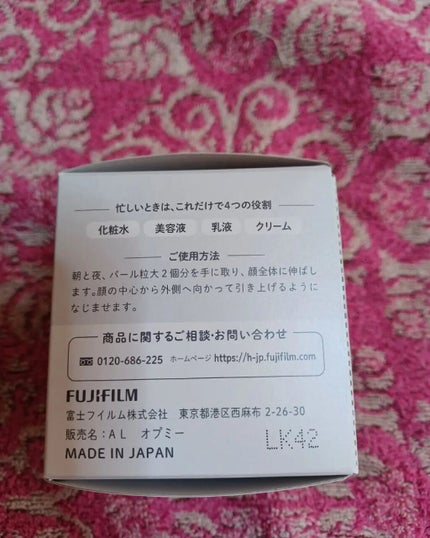 忙しいときは、これだけで4つの役割
化粧水 美容液 乳液 クリーム
ご使用方法
朝と夜、パール粒大2個分を手に取り、顔全体に伸ばし
ます。顔の中心から外側へ向かって引き上げるように
なじませます。
商品に関するご相談・お問い合わせ
0120-686-225 ホームページ https://h-jp.fujifilm.com
FUJIFILM
富士フイルム株式会社 東京都港区西麻布 2-26-30
販売名:AL オプミー
MADE IN JAPAN
LK42